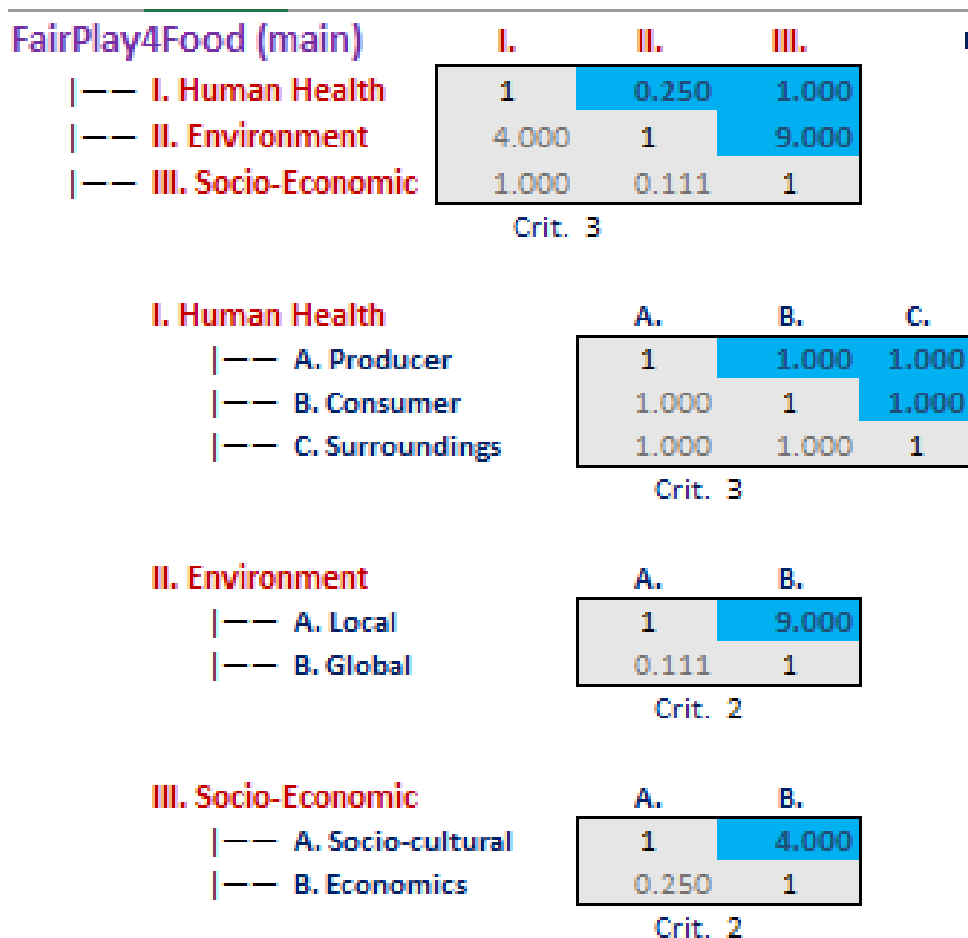 FairPlay4Food (main) I. II. III.
|—— I. Human Health 1 0.250 1.000
|—— II. Environment 4.000 1 9.000
|—— III. Socio-Economic 1.000 0.111 1
Crit. 3
I. Human Health A. B. C.
|—— A. Producer 1 1.000 1.000
|—— B. Consumer 1.000 1 1.000
|—— C. Surroundings 1.000 1.000 1
Crit. 3
II. Environment A. B.
|—— A. Local 1 9.000
|—— B. Global 0.111 1
Crit. 2
III. Socio-Economic A. B.
|—— A. Socio-cultural 1 4.000
|—— B. Economics 0.250 1
Crit. 2